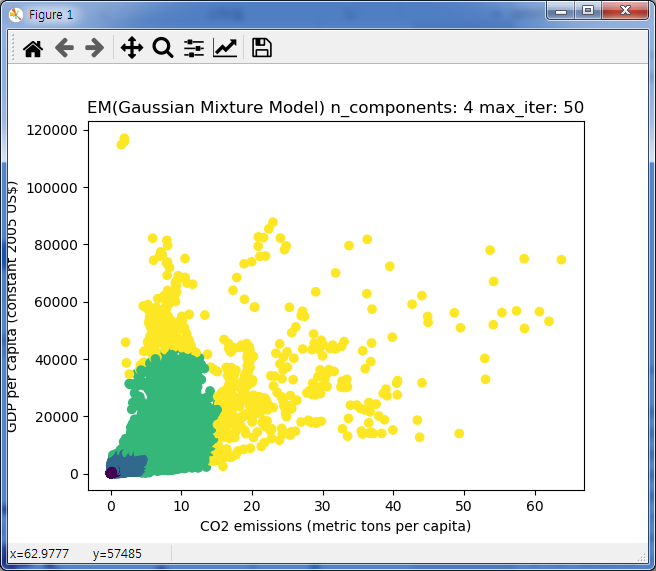 Figure 1
EM(Gaussian Mixture Model) n_components: 4 max_iter: 50
120000
100000
80000
60000
40000
20000
0
GDP per capita (constant 2005 US$)
0 10 20 30 40 50 60
CO2 emissions (metric tons per capita)
x=62.9777 y=57485